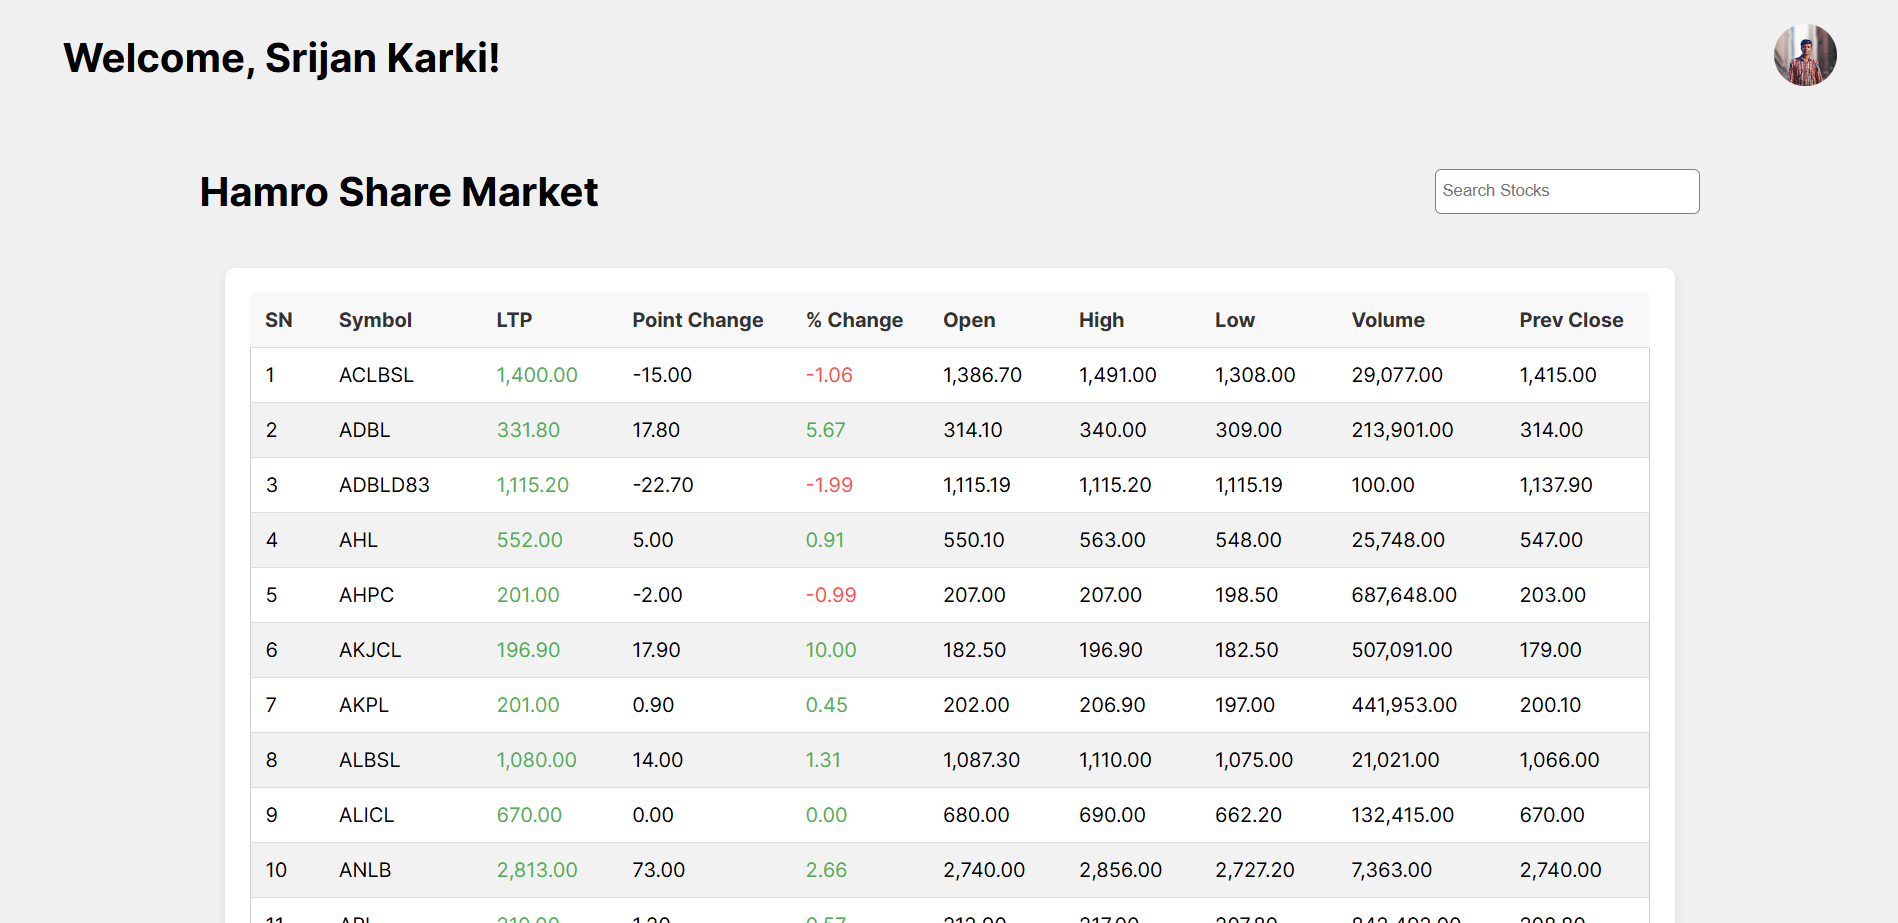 Welcome, Srijan Karki!
Hamro Share Market
Search Stocks
SN Symbol LTP Point Change % Change Open High Low Volume Prev Close
1 ACLBSL 1,400.00 -15.00 -1.06 1,386.70 1,491.00 1,308.00 29,077.00 1,415.00
2 ADBL 331.80 17.80 5.67 314.10 340.00 309.00 213,901.00 314.00
3 ADBLD83 1,115.20 -22.70 -1.99 1,115.19 1,115.20 1,115.19 100.00 1,137.90
4 AHL 552.00 5.00 0.91 550.10 563.00 548.00 25,748.00 547.00
5 AHPC 201.00 -2.00 -0.99 207.00 207.00 198.50 687,648.00 203.00
6 AKJCL 196.90 17.90 10.00 182.50 196.90 182.50 507,091.00 179.00
7 AKPL 201.00 0.90 0.45 202.00 206.90 197.00 441,953.00 200.10
8 ALBSL 1,080.00 14.00 1.31 1,087.30 1,110.00 1,075.00 21,021.00 1,066.00
9 ALICL 670.00 0.00 0.00 680.00 690.00 662.20 132,415.00 670.00
10 ANLB 2,813.00 73.00 2.66 2,740.00 2,856.00 2,727.20 7,363.00 2,740.00